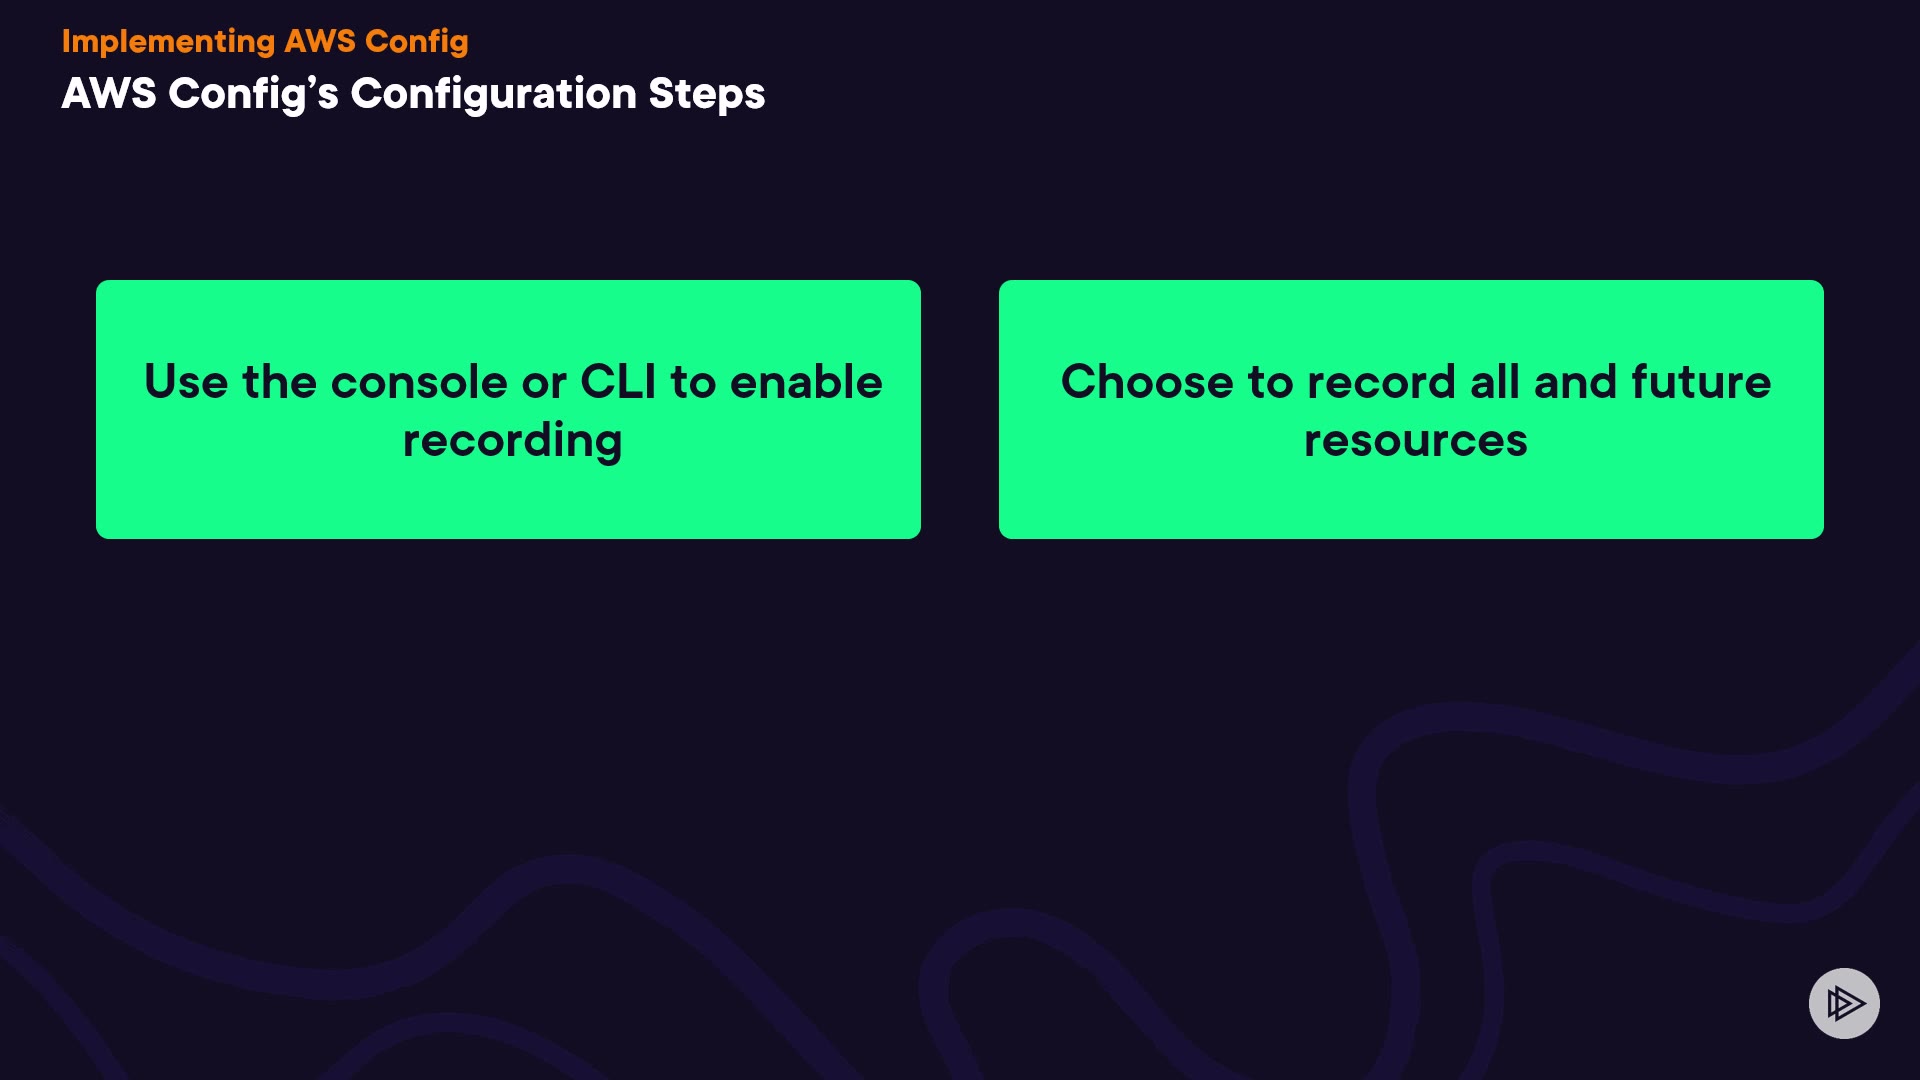 Implementing AWS Config
AWS Config’s Configuration Steps
Use the console or CLI to enable
recording
Choose to record all and future
resources